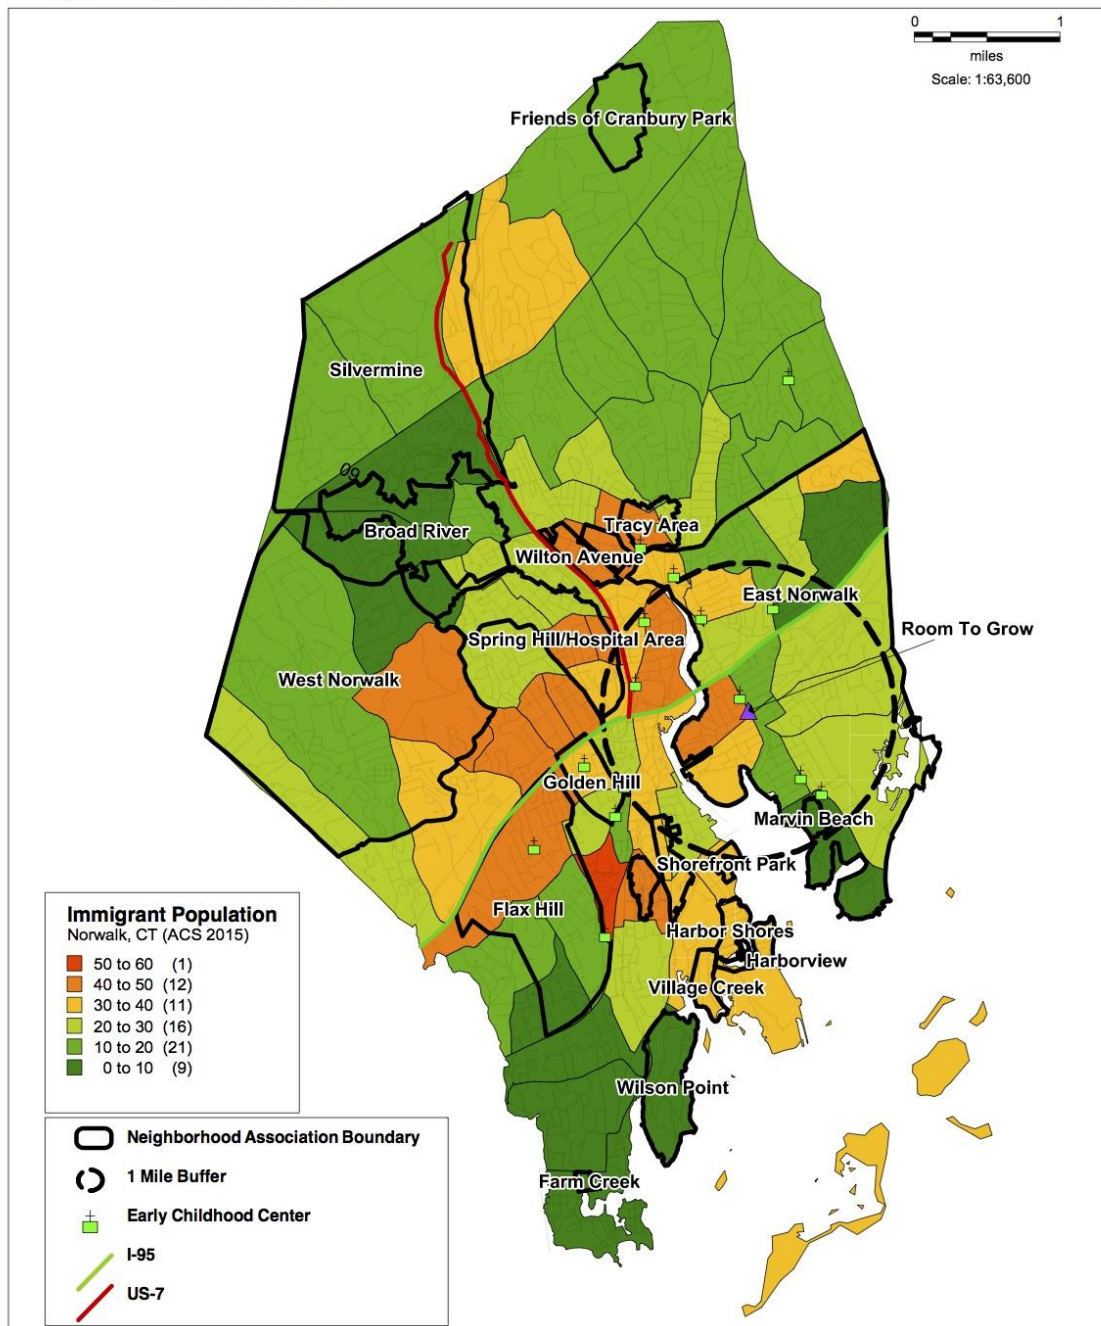 0 1
miles
Scale: 1:63,600
Friends of Cranbury Park
Silvermine
Broad River
Tracy Area
Wilton Avenue
East Norwalk
Room To Grow
Spring Hill/Hospital Area
West Norwalk
Golden Hill
Marvin Beach
Shorefront Park
Flax Hill
Harbor Shores
Harborview
Village Creek
Wilson Point
Farm Creek
Immigrant Population
Norwalk, CT (ACS 2015)
50 to 60 (1)
40 to 50 (12)
30 to 40 (11)
20 to 30 (16)
10 to 20 (21)
0 to 10 (9)
Neighborhood Association Boundary
1 Mile Buffer
Early Childhood Center
I-95
US-7